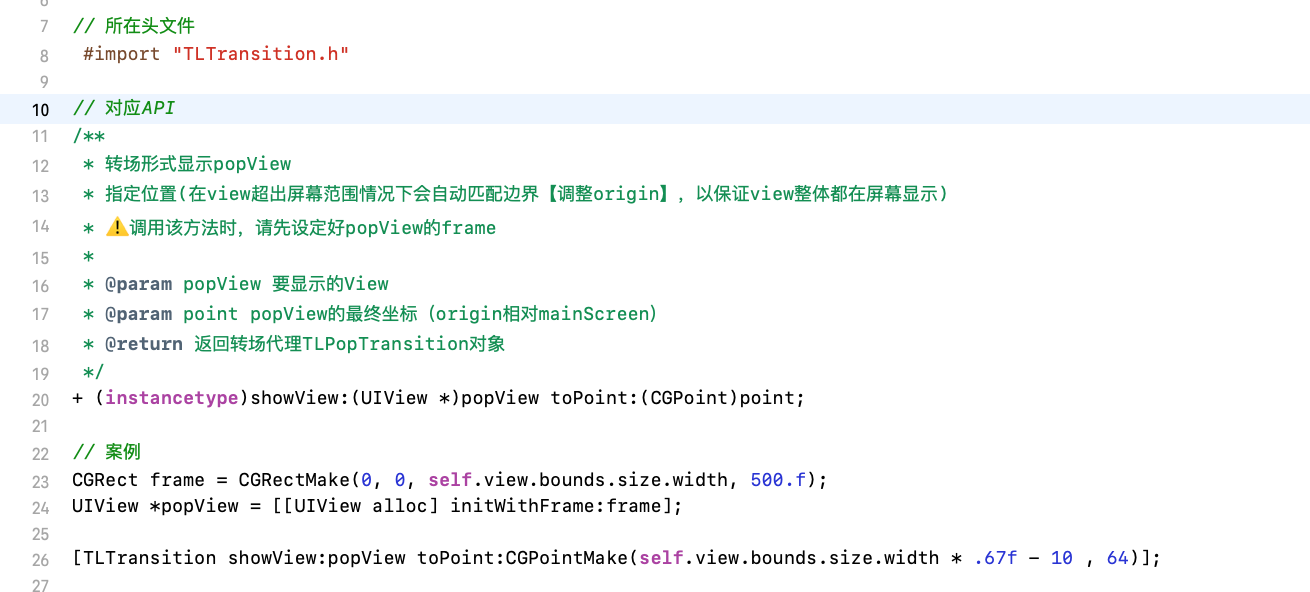 6
7 // 所在头文件
8 #import "TLTransition.h"
9
10 // 对应API
11 /**
12 * 转场形式显示popView
13 * 指定位置(在view超出屏幕范围情况下会自动匹配边界【调整origin】, 以保证view整体都在屏幕显示)
14 * ⚠️调用该方法时，请先设定好popView的frame
15 *
16 * @param popView 要显示的View
17 * @param point popView的最终坐标（origin相对mainScreen）
18 * @return 返回转场代理TLPopTransition对象
19 */
20 + (instancetype)showView:(UIView *)popView toPoint:(CGPoint)point;
21
22 // 案例
23 CGRect frame = CGRectMake(0, 0, self.view.bounds.size.width, 500.f);
24 UIView *popView = [[UIView alloc] initWithFrame:frame];
25
26 [TLTransition showView:popView toPoint:CGPointMake(self.view.bounds.size.width * .67f - 10 , 64)];
27